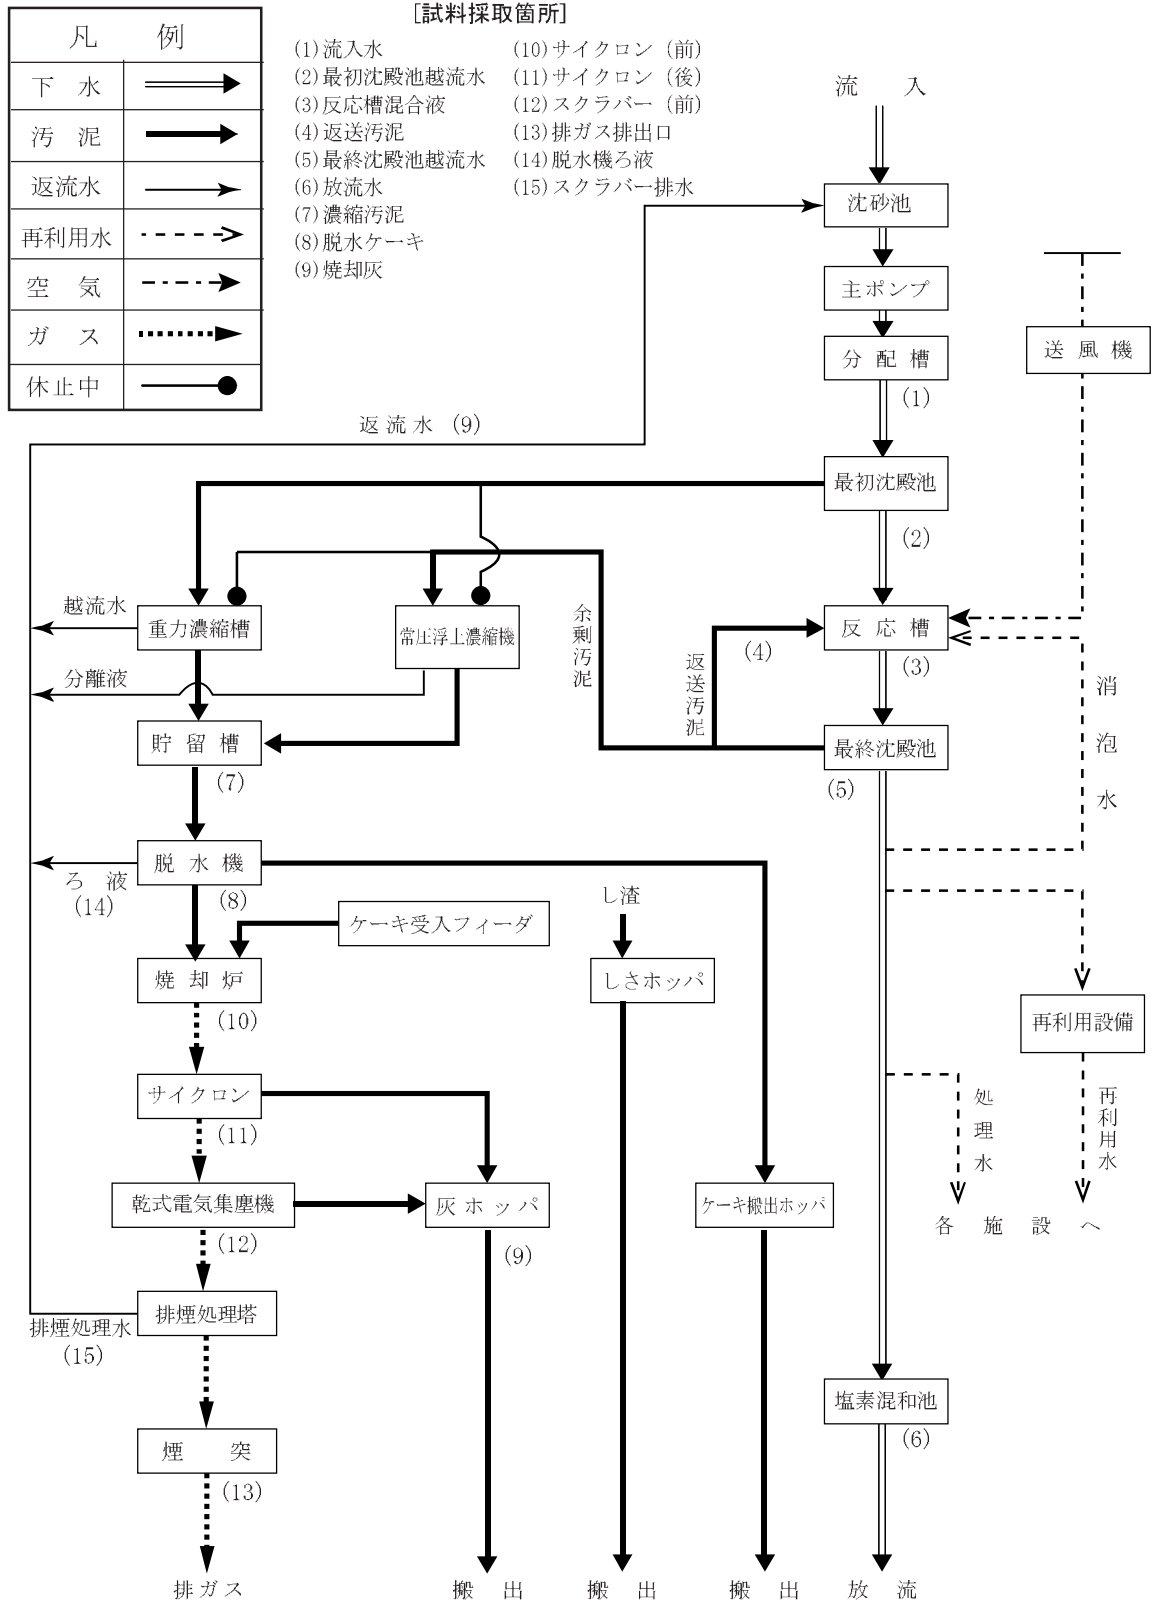 [試料採取箇所]
凡　例
下　水
汚　泥
返流水
再利用水
空　気
ガ　ス
休止中
(1) 流入水
(2) 最初沈殿池越流水
(3) 反応槽混合液
(4) 返送汚泥
(5) 最終沈殿池越流水
(6) 放流水
(7) 濃縮汚泥
(8) 脱水ケーキ
(9) 焼却灰
(10) サイクロン（前）
(11) サイクロン（後）
(12) スクラバー（前）
(13) 排ガス排出口
(14) 脱水機ろ液
(15) スクラバー排水
流　入
沈砂池
主ポンプ
分配槽
(1)
送風機
返流水 (9)
最初沈殿池
(2)
越流水
重力濃縮槽
常圧浮上濃縮機
余剰汚泥
返送汚泥
(4)
反応槽
(3)
分離液
貯留槽
(7)
最終沈殿池
(5)
消泡水
脱水機
(8)
ろ　液
(14)
ケーキ受入フィーダ
し渣
焼却炉
(10)
しさホッパ
再利用設備
サイクロン
(11)
処理水
再利用水
乾式電気集塵機
(12)
灰ホッパ
(9)
ケーキ搬出ホッパ
各　施　設　へ
排煙処理塔
排煙処理水
(15)
塩素混和池
(6)
煙　突
(13)
排ガス
搬　出
搬　出
搬　出
放　流